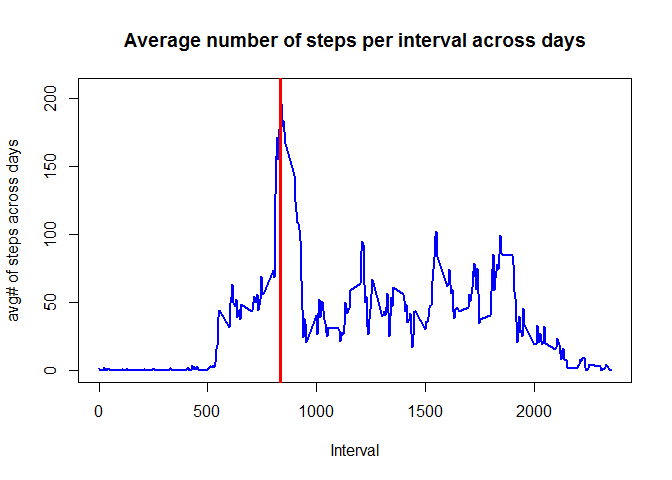 Average number of steps per interval across days
avg# of steps across days
200
150
100
50
0
0 500 1000 1500 2000
Interval